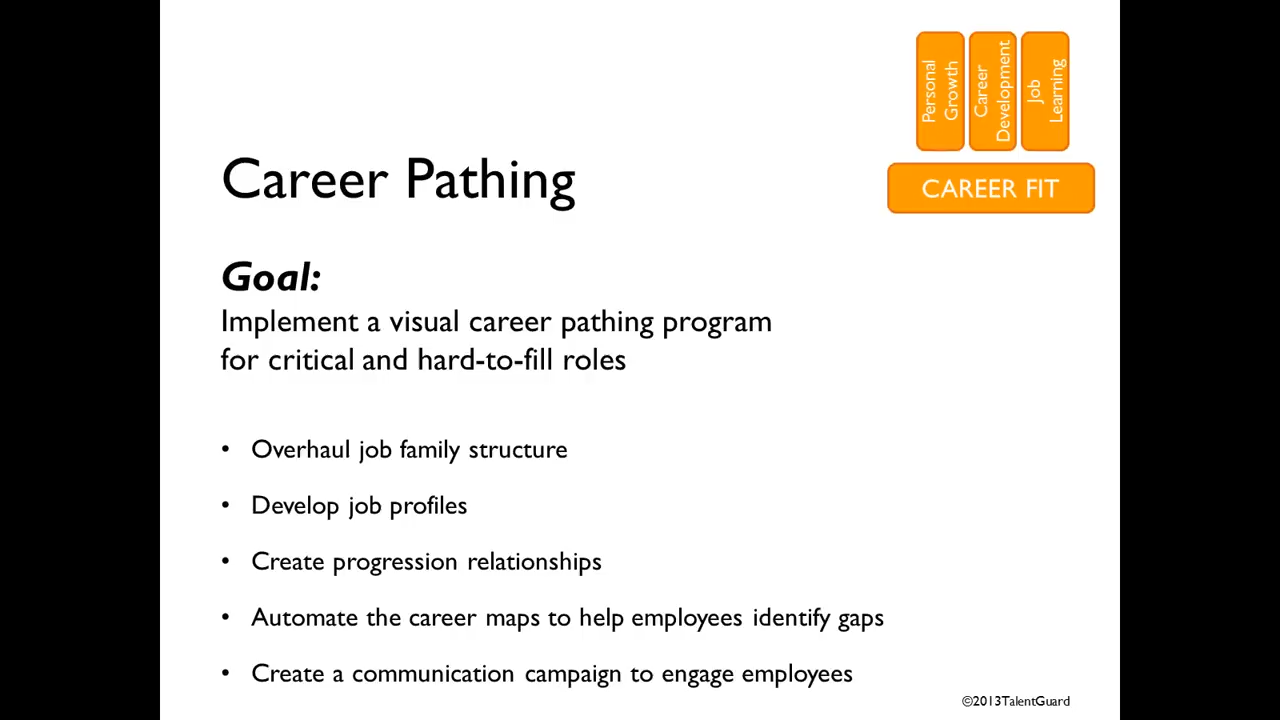 Personal
Growth
Career
Development
Job
Learning
CAREER FIT
Career Pathing
Goal:
Implement a visual career pathing program
for critical and hard-to-fill roles
• Overhaul job family structure
• Develop job profiles
• Create progression relationships
• Automate the career maps to help employees identify gaps
• Create a communication campaign to engage employees
©2013TalentGuard